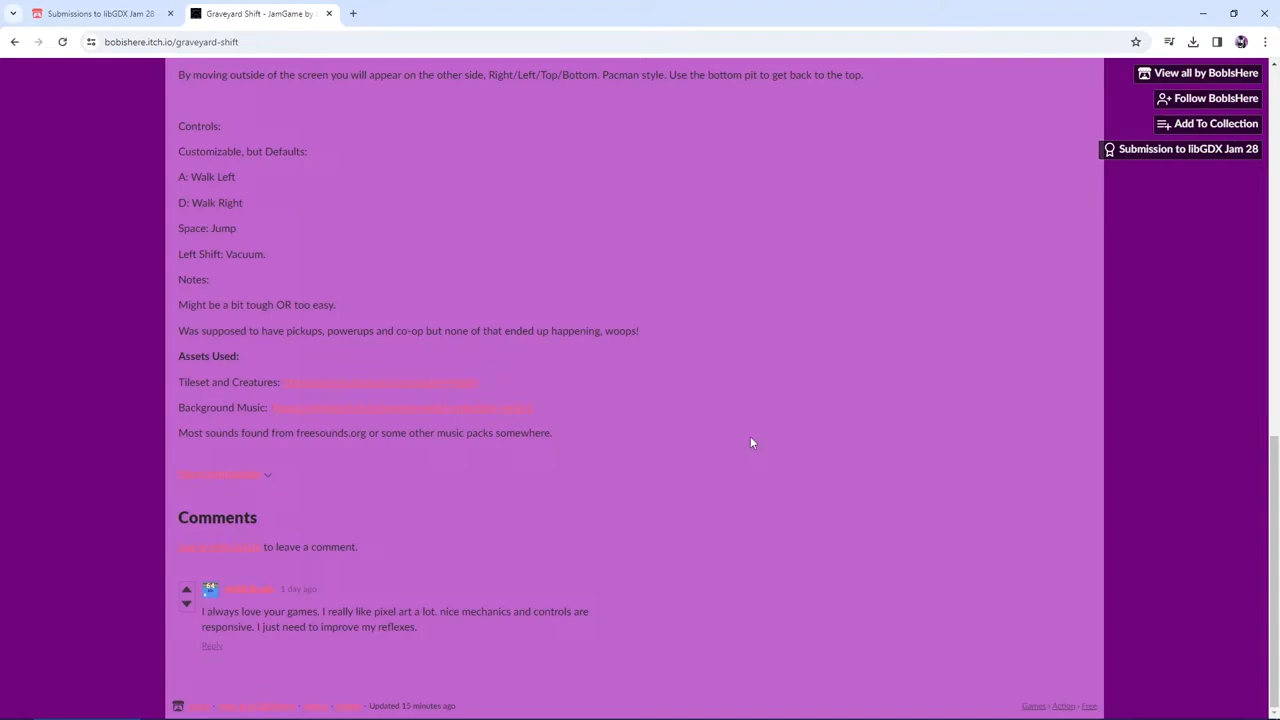 Submissions to libGDX Jam 28
Graveyard Shift - JamGame by
bobishere.itch.io/graveyard-shift
View all by BobIsHere
Follow BobIsHere
Add To Collection
Submission to libGDX Jam 28
By moving outside of the screen you will appear on the other side, Right/Left/Top/Bottom. Pacman style. Use the bottom pit to get back to the top.
Controls:
Customizable, but Defaults:
A: Walk Left
D: Walk Right
Space: Jump
Left Shift: Vacuum.
Notes:
Might be a bit tough OR too easy.
Was supposed to have pickups, powerups and co-op but none of that ended up happening, woops!
Assets Used:
Tileset and Creatures:
Background Music:
Most sounds found from freesounds.org or some other music packs somewhere.
Comments
to leave a comment.
64
1 day ago
I always love your games. I really like pixel art a lot. nice mechanics and controls are
responsive. I just need to improve my reflexes.
Reply
· Updated 15 minutes ago
Games › Action › Free